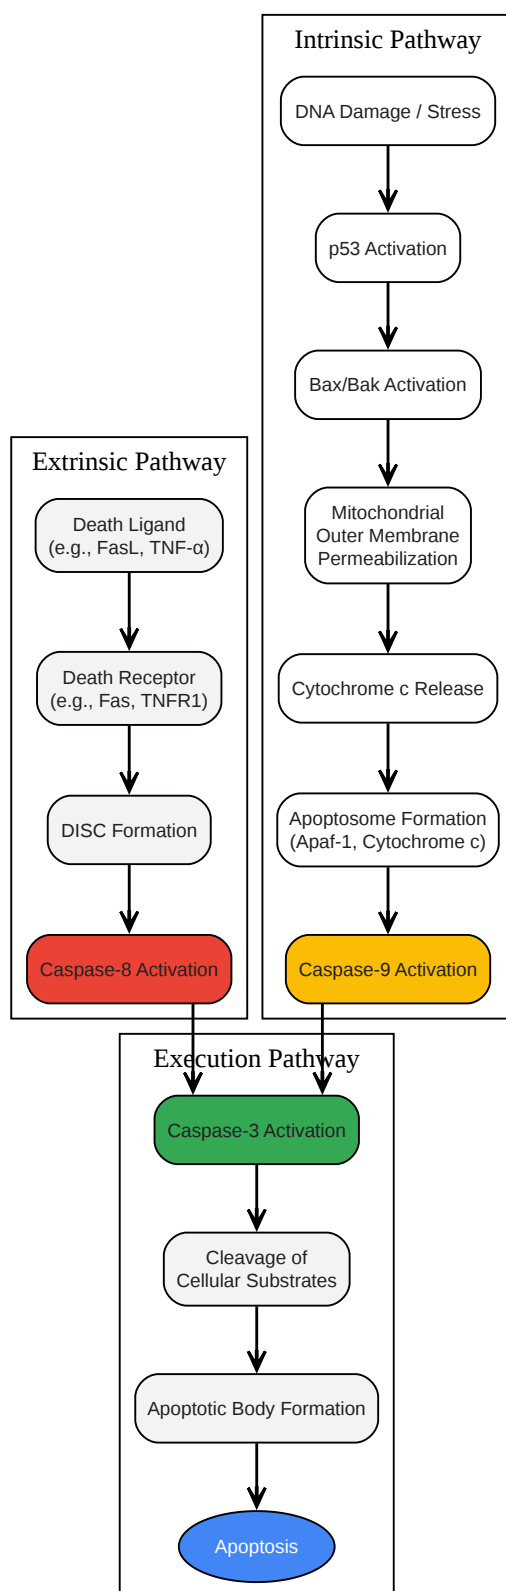 Intrinsic Pathway
DNA Damage / Stress
p53 Activation
Bax/Bak Activation
Mitochondrial
Outer Membrane
Permeabilization
Cytochrome c Release
Apoptosome Formation
(Apaf-1, Cytochrome c)
Caspase-9 Activation
Extrinsic Pathway
Death Ligand
(e.g., FasL, TNF-α)
Death Receptor
(e.g., Fas, TNFR1)
DISC Formation
Caspase-8 Activation
Execution Pathway
Caspase-3 Activation
Cleavage of
Cellular Substrates
Apoptotic Body Formation
Apoptosis